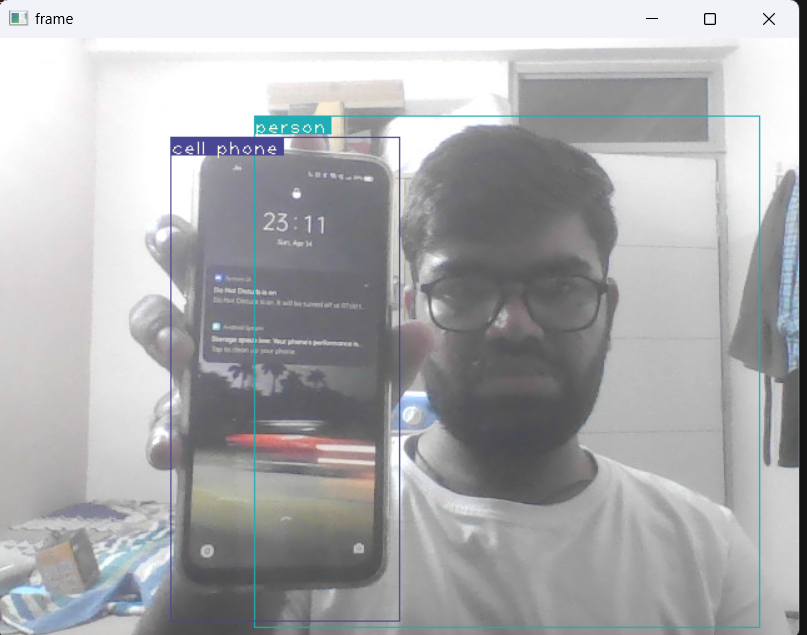 frame
person
cell phone
23:11
Sun, Apr 14
System UI
Do Not Disturb is on
Do Not Disturb is on. It will be turned off at 07:00 t..
Android System
Storage space low. Your phone's performance is..
Tap to clean up your phone